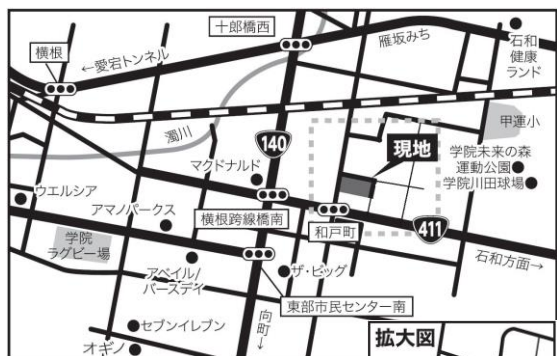 十郎橋西
横根
←愛宕トンネル
雁坂みち
石和
健康
ランド
濁川
140
甲運小
マクドナルド
現地
学院未来の森
運動公園
学院川田球場
ウエルシア
アマノパークス
横根跨線橋南
和戸町
411
石和方面→
学院
ラグビー場
アベイル/
バースデイ
ザ・ビッグ
東部市民センター南
向町→
セブンイレブン
オギノ
拡大図